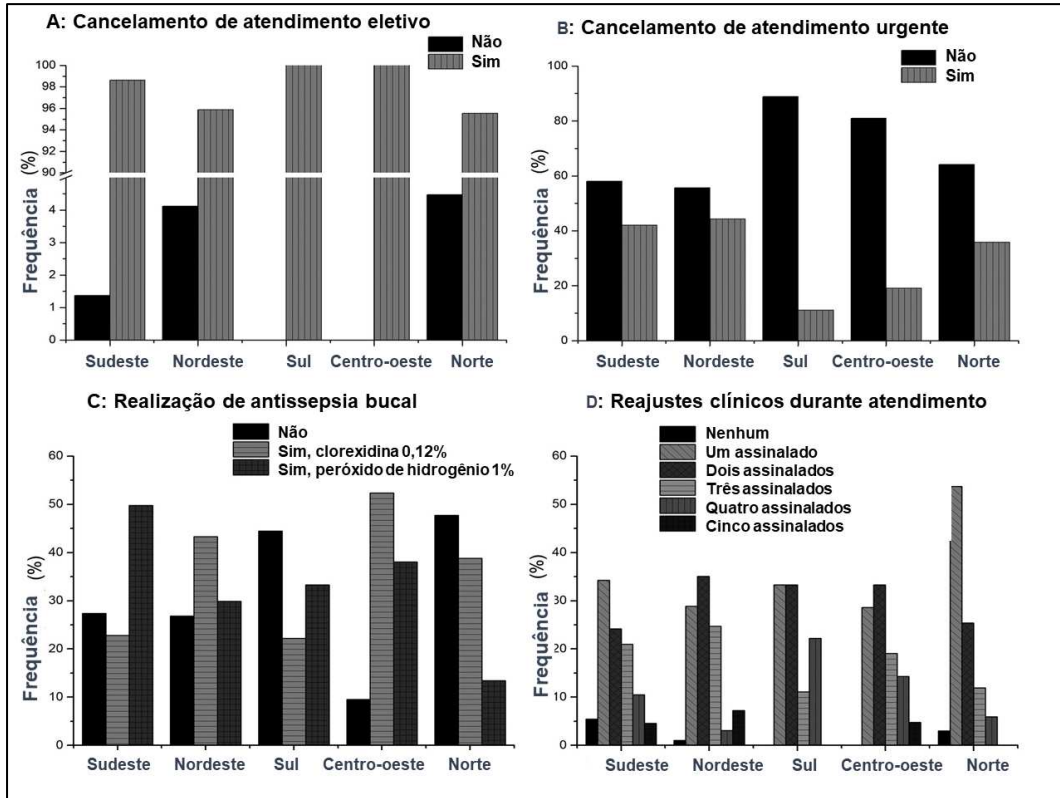 A: Cancelamento de atendimento eletivo
Não
Sim
100
98
96
94
92
90
4
3
2
1
0
Frequência (%)
Sudeste Nordeste Sul Centro-oeste Norte
B: Cancelamento de atendimento urgente
Não
Sim
100
80
60
40
20
0
Frequência (%)
Sudeste Nordeste Sul Centro-oeste Norte
C: Realização de antissepsia bucal
Não
Sim, clorexidina 0,12%
Sim, peróxido de hidrogênio 1%
60
50
40
30
20
10
0
Frequência (%)
Sudeste Nordeste Sul Centro-oeste Norte
D: Reajustes clínicos durante atendimento
Nenhum
Um assinalado
Dois assinalados
Três assinalados
Quatro assinalados
Cinco assinalados
60
50
40
30
20
10
0
Frequência (%)
Sudeste Nordeste Sul Centro-oeste Norte